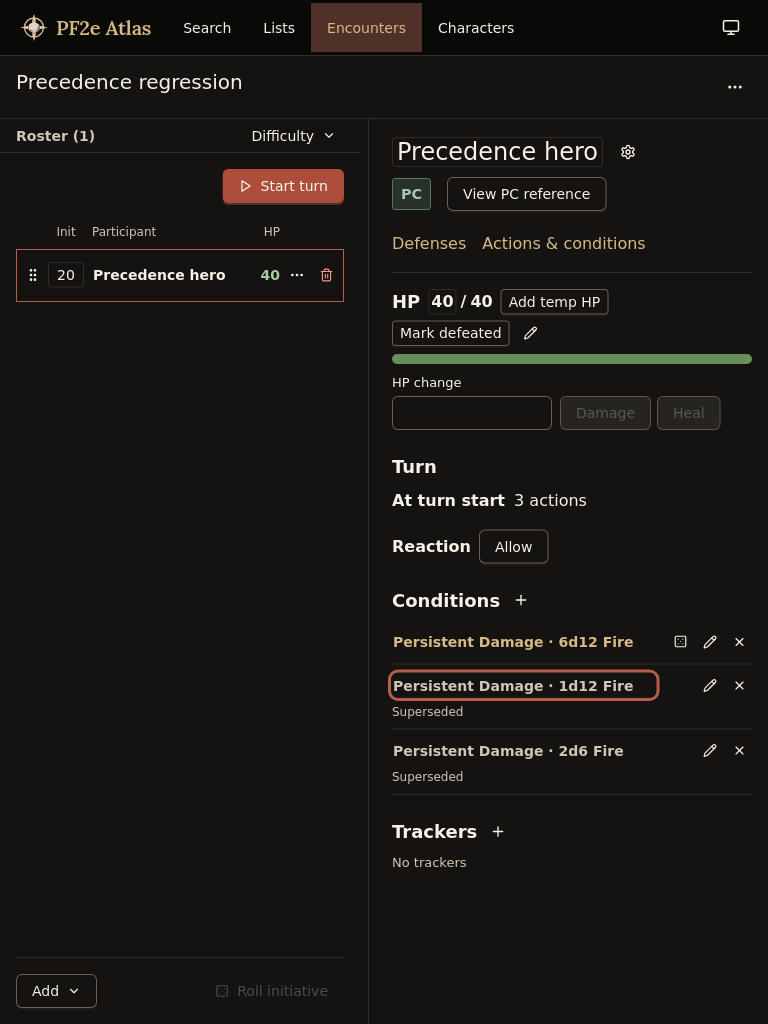 PF2e Atlas
Search
Lists
Encounters
Characters
Precedence regression
Roster (1)
Difficulty
Start turn
Init
Participant
HP
20
Precedence hero
40
Add
Roll initiative
Precedence hero
PC
View PC reference
Defenses
Actions & conditions
HP 40 / 40 Add temp HP
Mark defeated
HP change
Damage
Heal
Turn
At turn start 3 actions
Reaction Allow
Conditions
Persistent Damage · 6d12 Fire
Persistent Damage · 1d12 Fire
Superseded
Persistent Damage · 2d6 Fire
Superseded
Trackers
No trackers